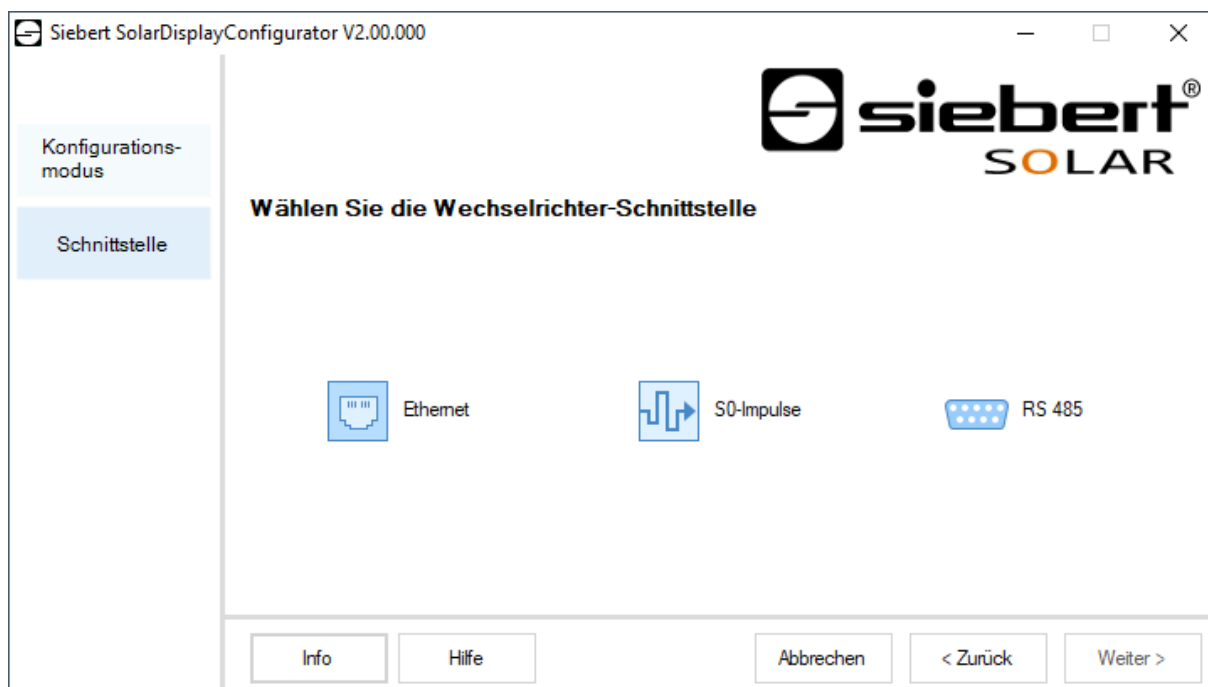 Siebert SolarDisplayConfigurator V2.00.000
siebert®
SOLAR
Konfigurations-
modus
Schnittstelle
Wählen Sie die Wechselrichter-Schnittstelle
Ethernet
S0-Impulse
RS 485
Info
Hilfe
Abbrechen
< Zurück
Weiter >